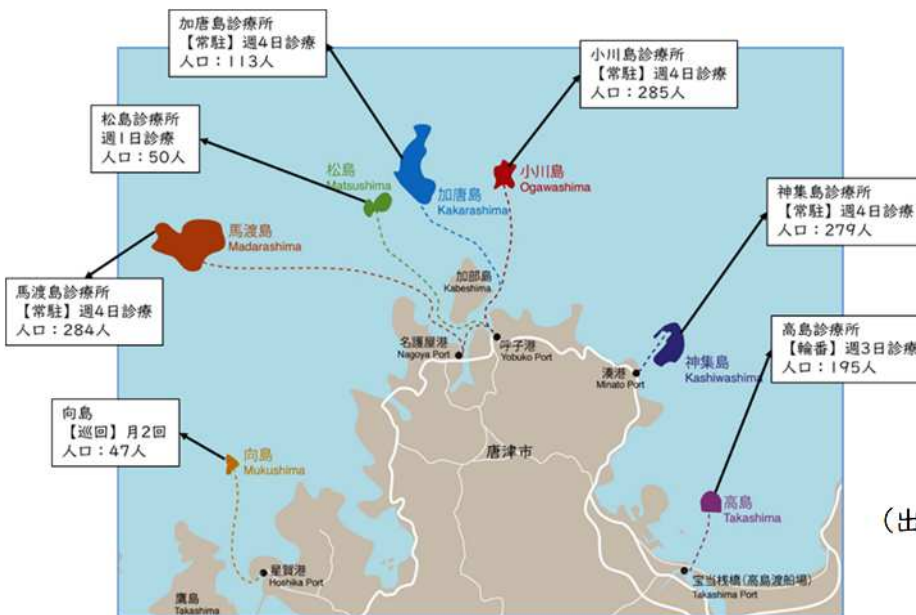 加唐島診療所
【常駐】週4日診療
人口：113人
小川島診療所
【常駐】週4日診療
人口：285人
松島診療所
週1日診療
人口：50人
松島
Matsushima
加唐島
Kakarashima
小川島
Ogawashima
神集島診療所
【常駐】週4日診療
人口：279人
馬渡島
Madarashima
加部島
Kabeshima
馬渡島診療所
【常駐】週4日診療
人口：284人
名護屋港
Nagoya Port
呼子港
Yobuko Port
湊港
Minato Port
神集島
Kashiwashima
高島診療所
【輪番】週3日診療
人口：195人
向島
【巡回】月2回
人口：47人
向島
Mukushima
唐津市
高島
Takashima
（出
星賀港
Hoshika Port
宝当桟橋(高島渡船場)
Takashima Port
鷹島
Takashima